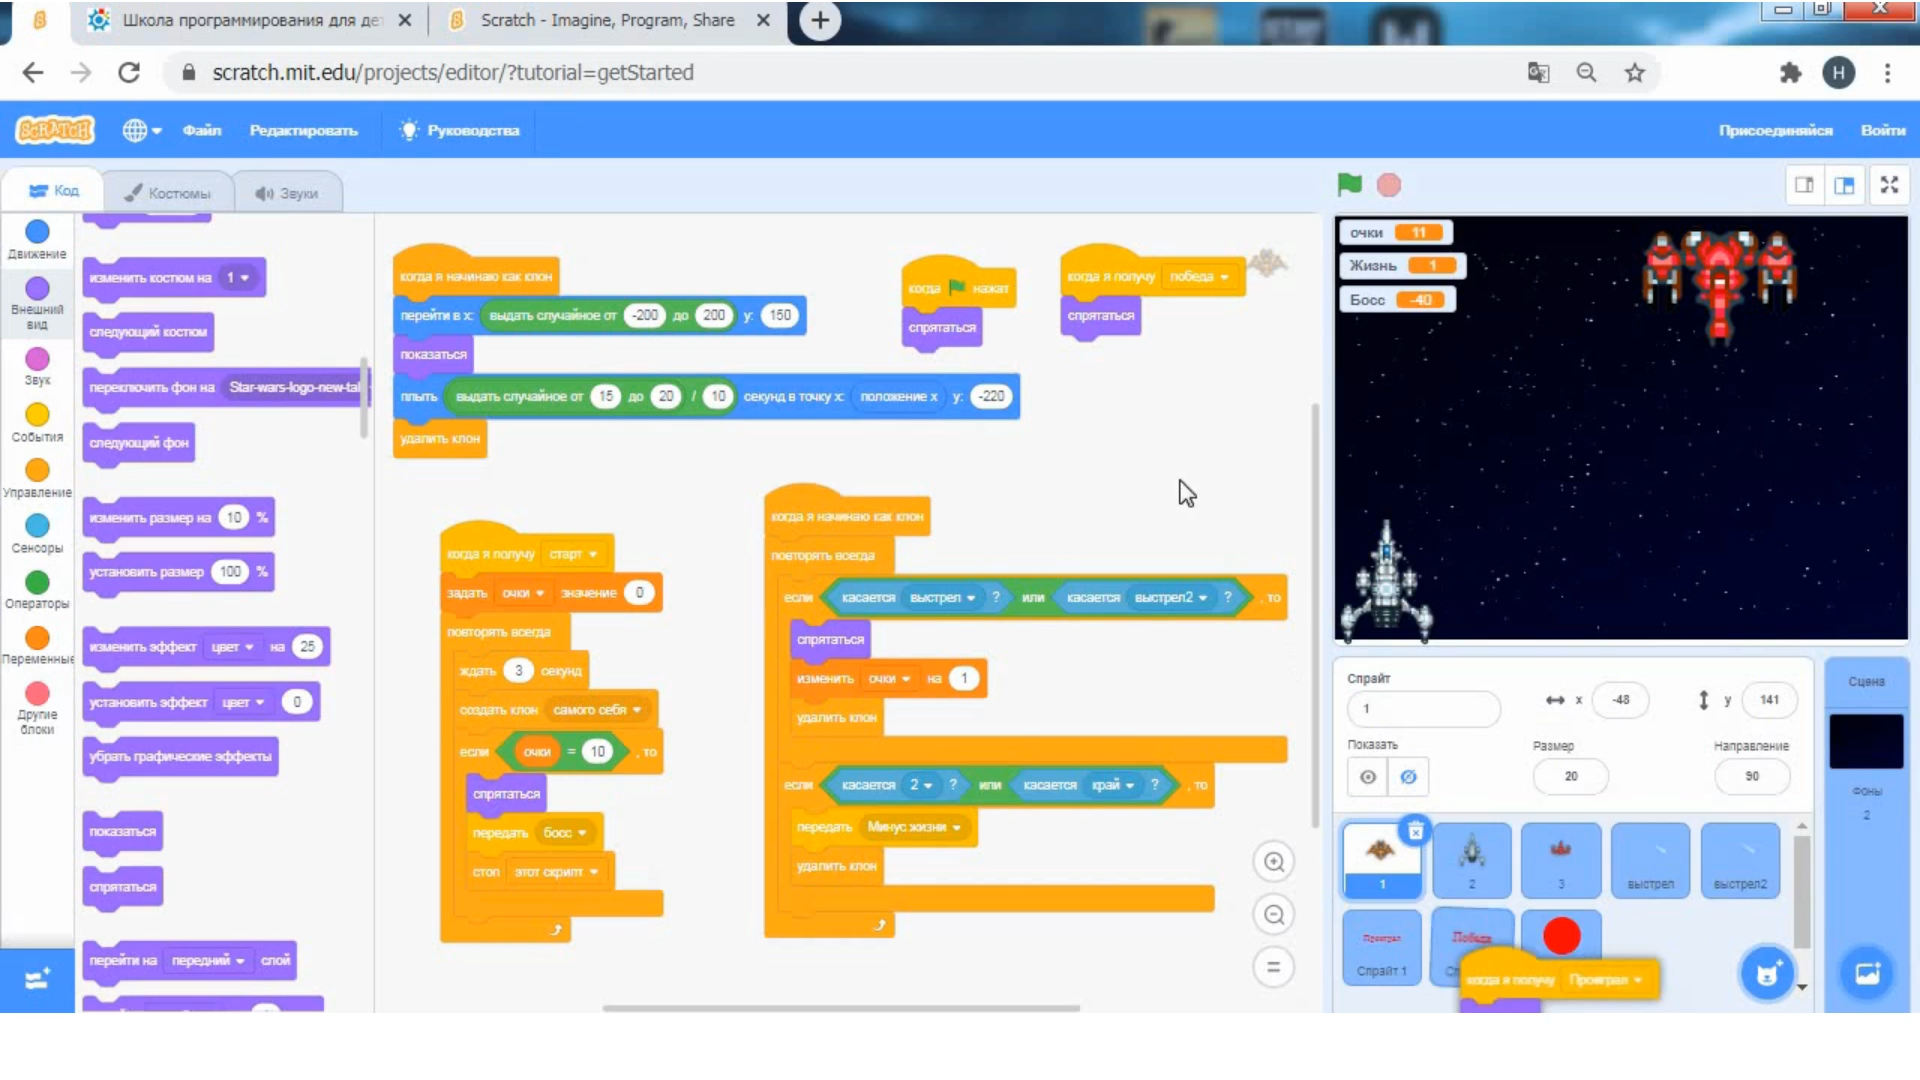 Школа программирования для де
Scratch - Imagine, Program, Share
scratch.mit.edu/projects/editor/?tutorial=getStarted
H
SCRATCH Файл Редактировать Руководства Присоединяйся Войти
Код Костюмы Звуки
Движение
Внешний вид
Звук
События
Управление
Сенсоры
Операторы
Переменные
Другие блоки
изменить костюм на 1
следующий костюм
переключить фон на Star-wars-logo-new-tal
следующий фон
изменить размер на 10 %
установить размер 100 %
изменить эффект цвет на 25
установить эффект цвет 0
убрать графические эффекты
показаться
спрятаться
перейти на передний слой
когда я начинаю как клон
перейти в x: выдать случайное от -200 до 200 y: 150
показаться
плыть выдать случайное от 15 до 20 / 10 секунд в точку x: положение x y: -220
удалить клон
когда нажат
спрятаться
когда я получу победа
спрятаться
когда я получу старт
задать очки значение 0
повторять всегда
ждать 3 секунд
создать клон самого себя
если очки = 10 , то
спрятаться
передать босс
стоп этот скрипт
когда я начинаю как клон
повторять всегда
если касается выстрел ? или касается выстрел2 ? , то
спрятаться
изменить очки на 1
удалить клон
если касается 2 ? или касается край ? , то
передать Минус жизни
удалить клон
очки 11
Жизнь 1
Босс -40
Спрайт
1 x -48 y 141
Показать Размер Направление
20 90
Сцена
Фоны
2
1 2 3 выстрел выстрел2
Проиграл Победа
Спрайт 1
когда я получу Проиграл